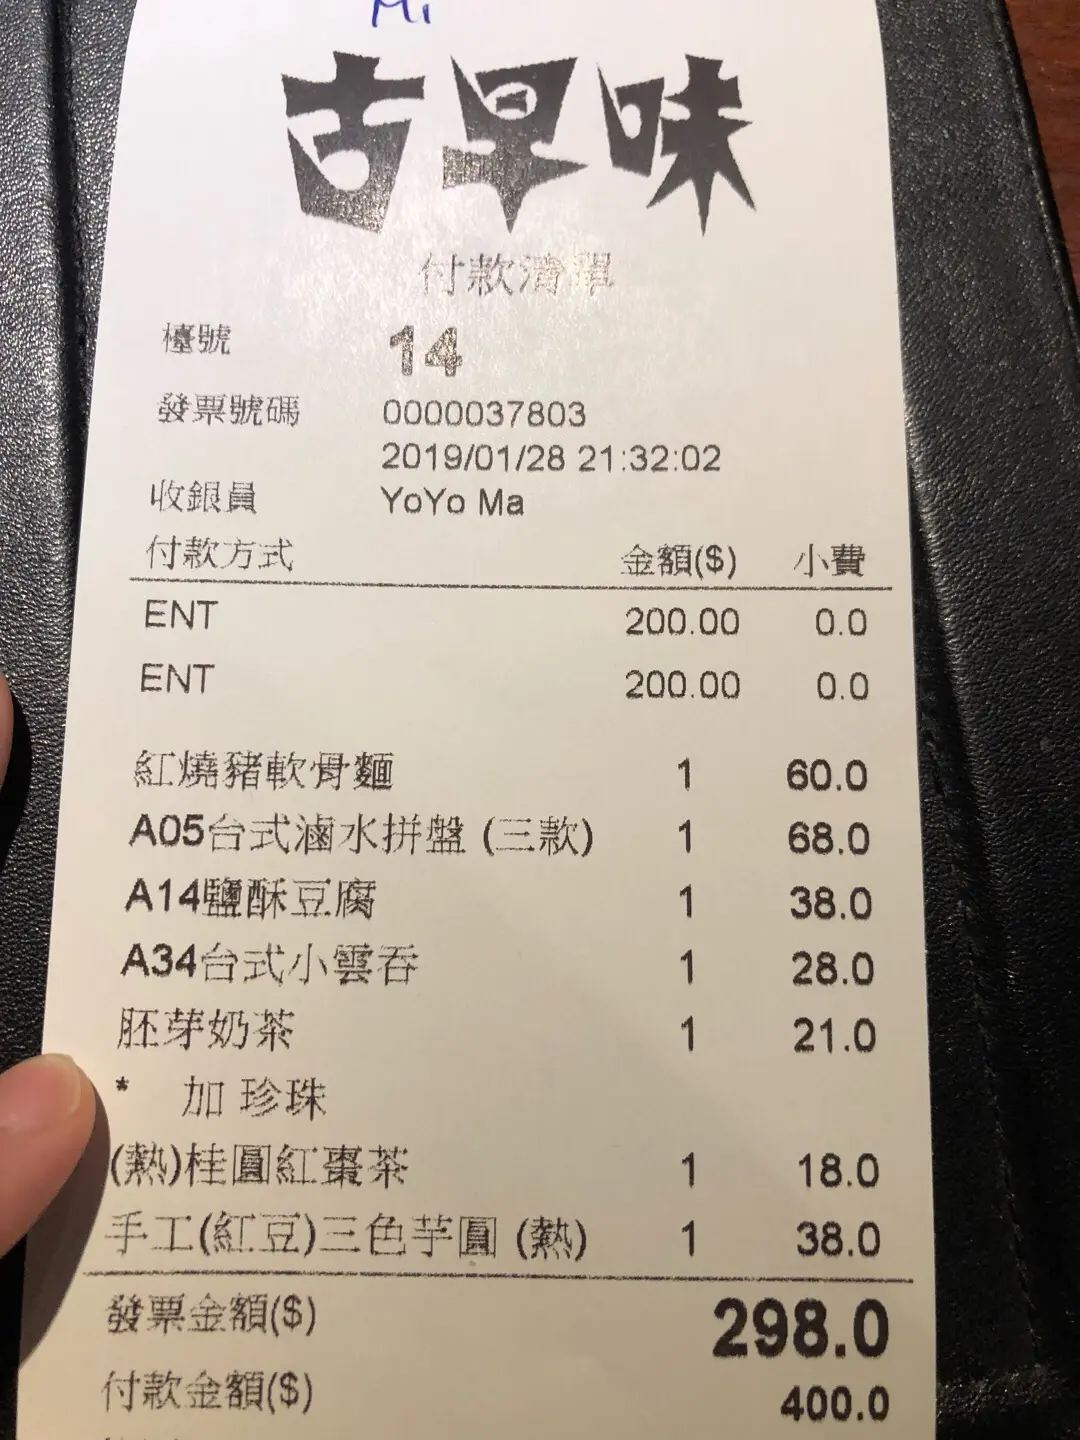 Mi
古早味
付款清單
檯號 14
發票號碼 0000037803
2019/01/28 21:32:02
收銀員 YoYo Ma
付款方式 金額($) 小費
ENT 200.00 0.0
ENT 200.00 0.0
紅燒豬軟骨麵 1 60.0
A05台式滷水拼盤 (三款) 1 68.0
A14鹽酥豆腐 1 38.0
A34台式小雲吞 1 28.0
胚芽奶茶 1 21.0
* 加 珍珠
(熱)桂圓紅棗茶 1 18.0
手工(紅豆)三色芋圓 (熱) 1 38.0
發票金額($) 298.0
付款金額($) 400.0